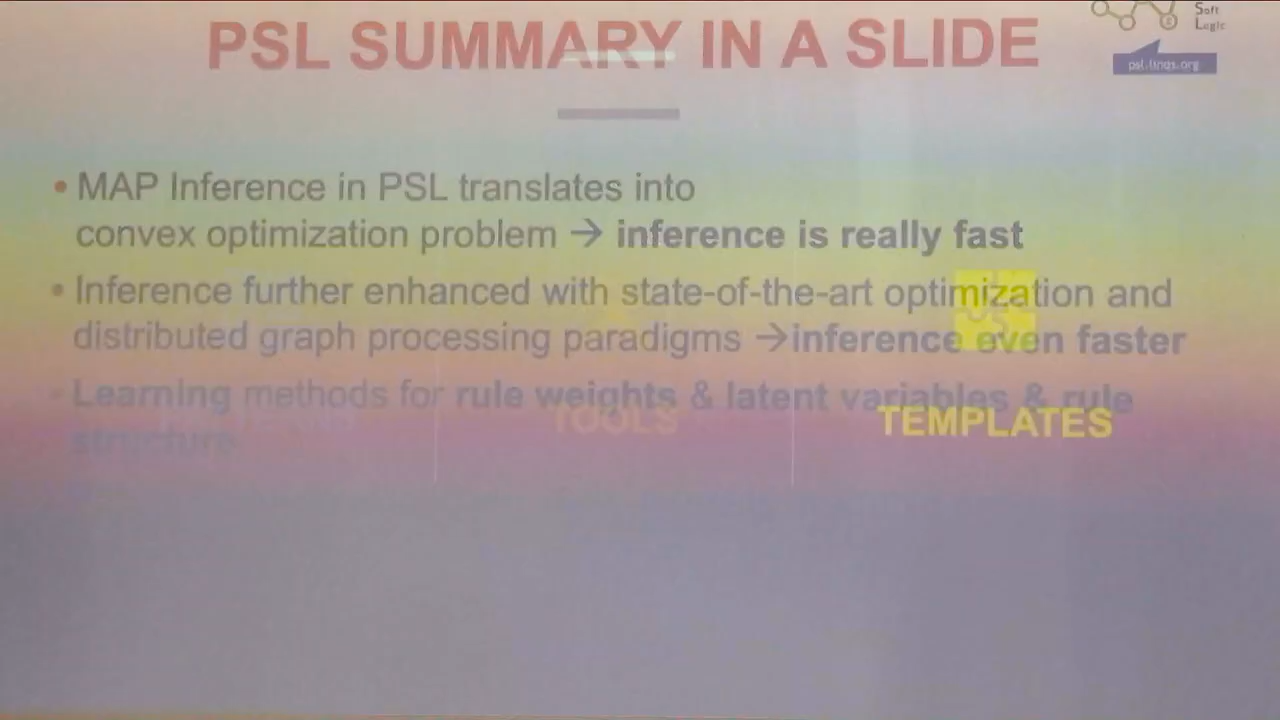 PSL SUMMARY IN A SLIDE
Soft
Logic
psl.linqs.org
• MAP Inference in PSL translates into
convex optimization problem → inference is really fast
• Inference further enhanced with state-of-the-art optimization and
distributed graph processing paradigms →inference even faster
• Learning methods for rule weights & latent variables & rule
structure
TOOLS
TEMPLATES